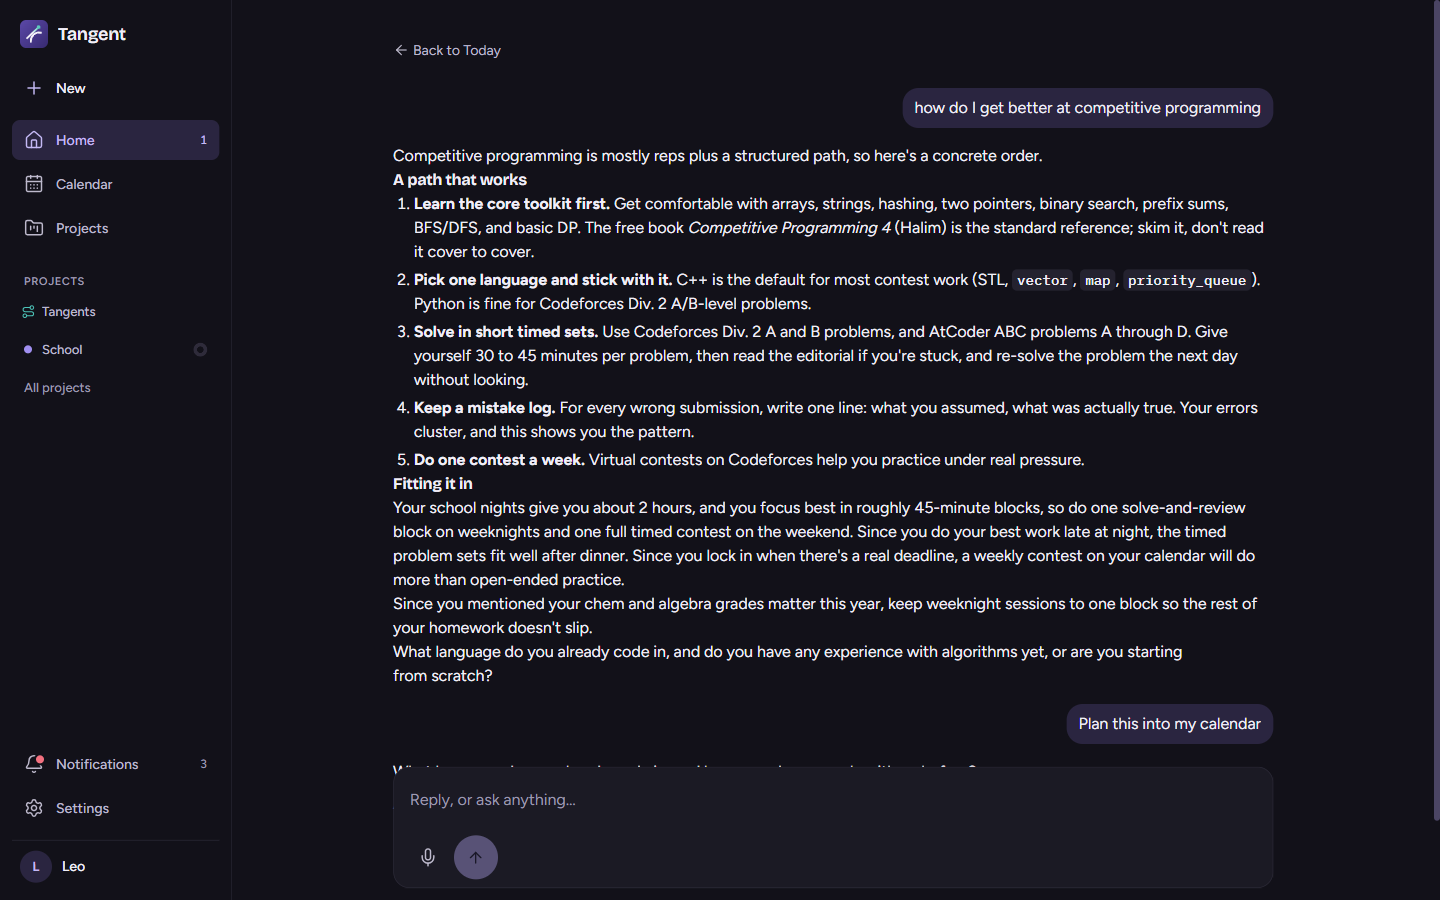 Tangent
New
Home 1
Calendar
Projects
PROJECTS
Tangents
School
All projects
Notifications 3
Settings
L Leo
Back to Today
how do I get better at competitive programming
Competitive programming is mostly reps plus a structured path, so here's a concrete order.
A path that works
1. Learn the core toolkit first. Get comfortable with arrays, strings, hashing, two pointers, binary search, prefix sums,
BFS/DFS, and basic DP. The free book Competitive Programming 4 (Halim) is the standard reference; skim it, don't read
it cover to cover.
2. Pick one language and stick with it. C++ is the default for most contest work (STL, vector, map, priority_queue).
Python is fine for Codeforces Div. 2 A/B-level problems.
3. Solve in short timed sets. Use Codeforces Div. 2 A and B problems, and AtCoder ABC problems A through D. Give
yourself 30 to 45 minutes per problem, then read the editorial if you're stuck, and re-solve the problem the next day
without looking.
4. Keep a mistake log. For every wrong submission, write one line: what you assumed, what was actually true. Your errors
cluster, and this shows you the pattern.
5. Do one contest a week. Virtual contests on Codeforces help you practice under real pressure.
Fitting it in
Your school nights give you about 2 hours, and you focus best in roughly 45-minute blocks, so do one solve-and-review
block on weeknights and one full timed contest on the weekend. Since you do your best work late at night, the timed
problem sets fit well after dinner. Since you lock in when there's a real deadline, a weekly contest on your calendar will do
more than open-ended practice.
Since you mentioned your chem and algebra grades matter this year, keep weeknight sessions to one block so the rest of
your homework doesn't slip.
What language do you already code in, and do you have any experience with algorithms yet, or are you starting
from scratch?
Plan this into my calendar
Reply, or ask anything...